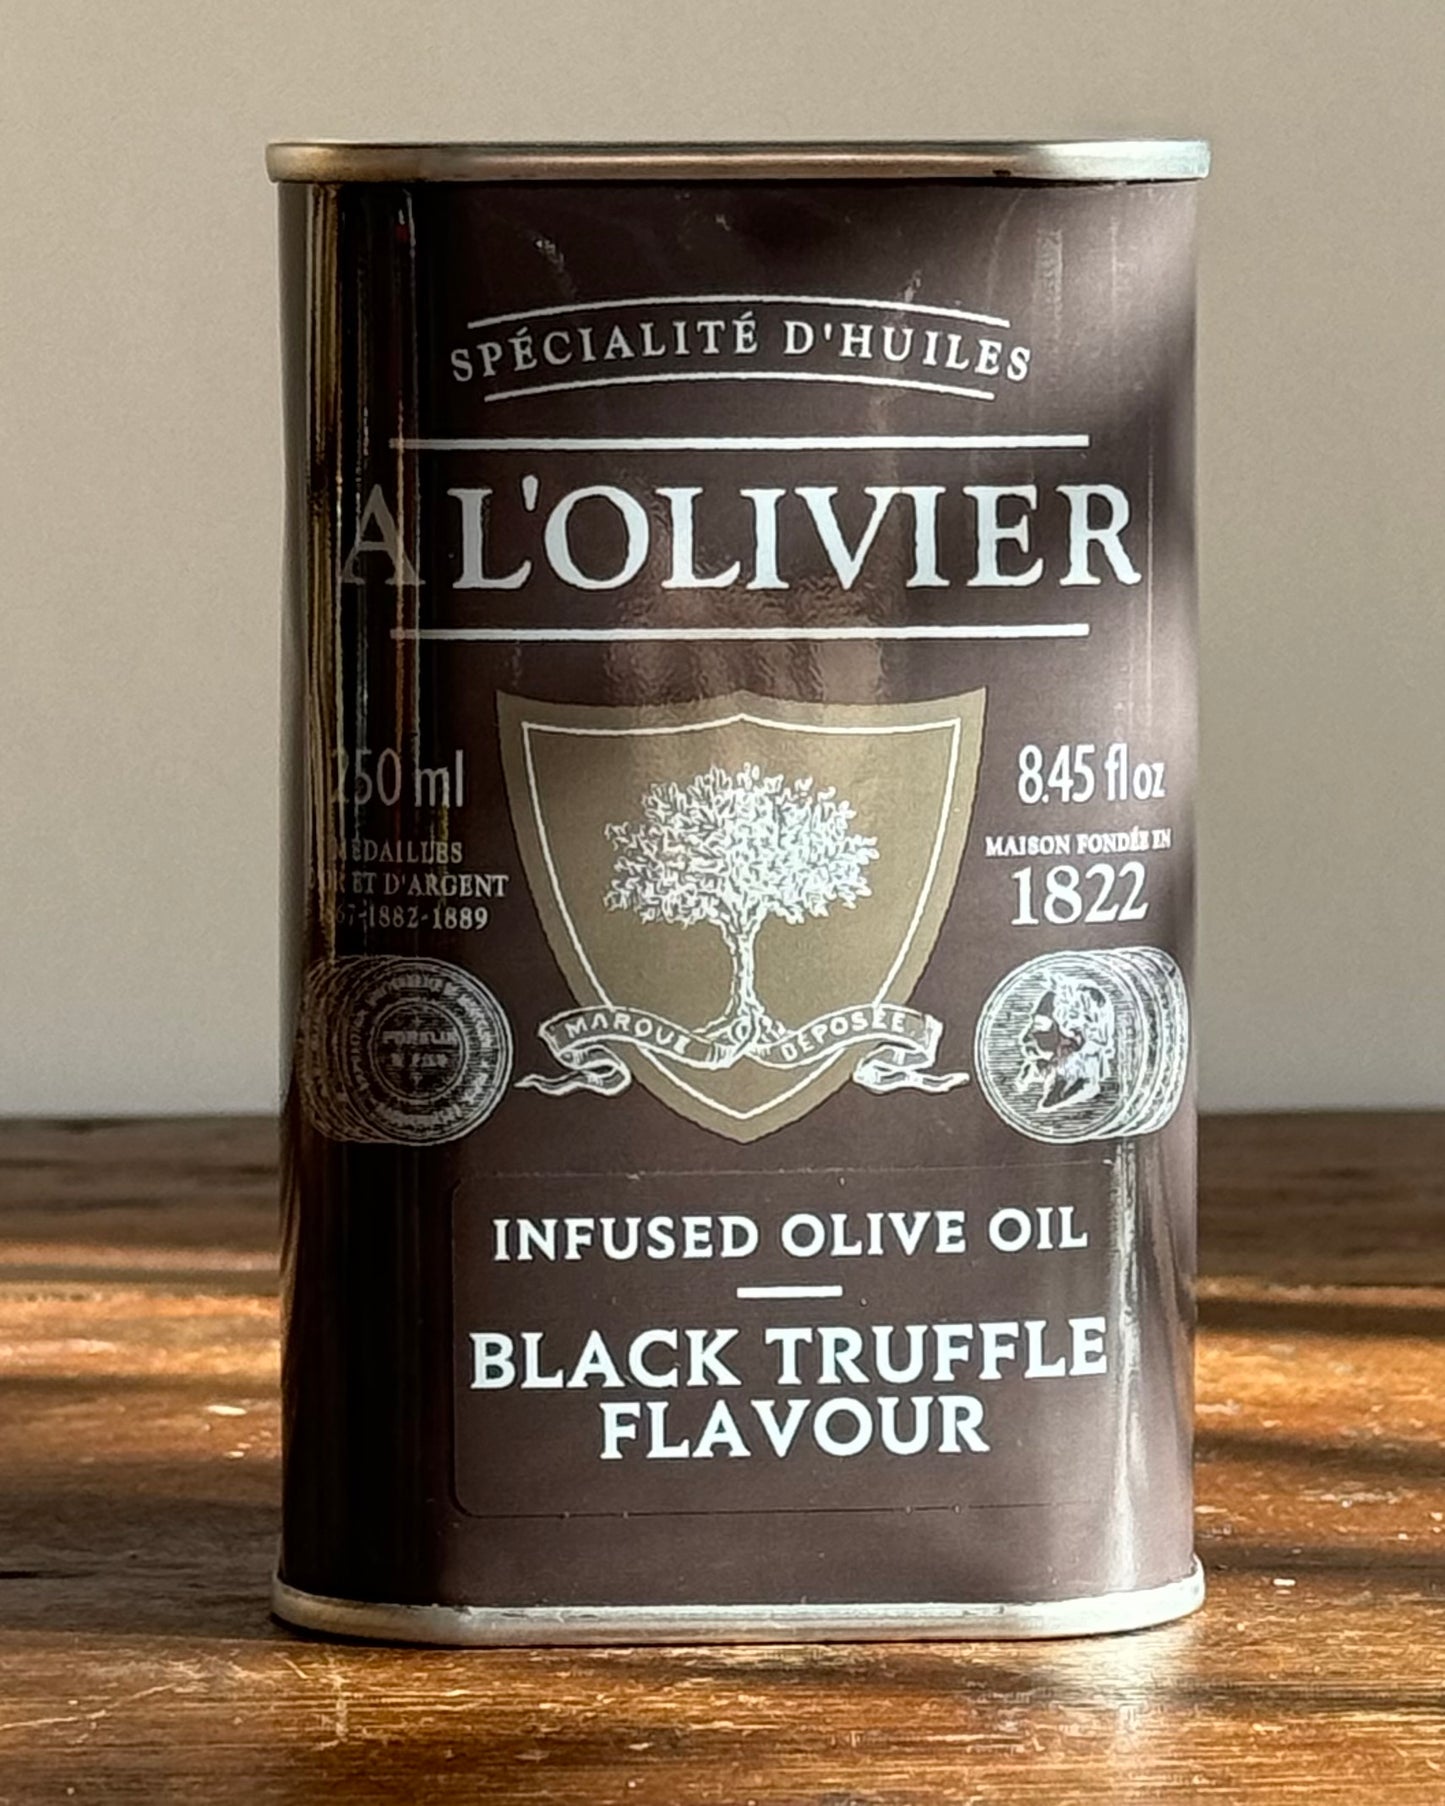 SPÉCIALITÉ D'HUILES
A L'OLIVIER
250 ml
8.45 fl oz
MÉDAILLES
ET D'ARGENT
1882-1889
MAISON FONDÉE EN
1822
MARQUE DÉPOSÉE
INFUSED OLIVE OIL
BLACK TRUFFLE
FLAVOUR